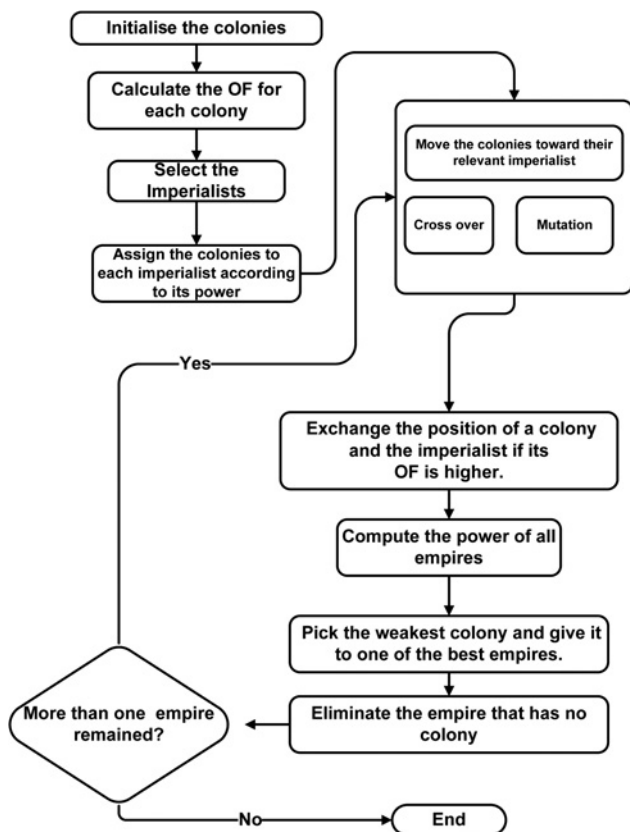 Initialise the colonies
Calculate the OF for
each colony
Select the
Imperialists
Assign the colonies to
each imperialist according
to its power
Move the colonies toward their
relevant imperialist
Cross over
Mutation
Yes
Exchange the position of a colony
and the imperialist if its
OF is higher.
Compute the power of all
empires
Pick the weakest colony and give it
to one of the best empires.
Eliminate the empire that has no
colony
More than one empire
remained?
No
End